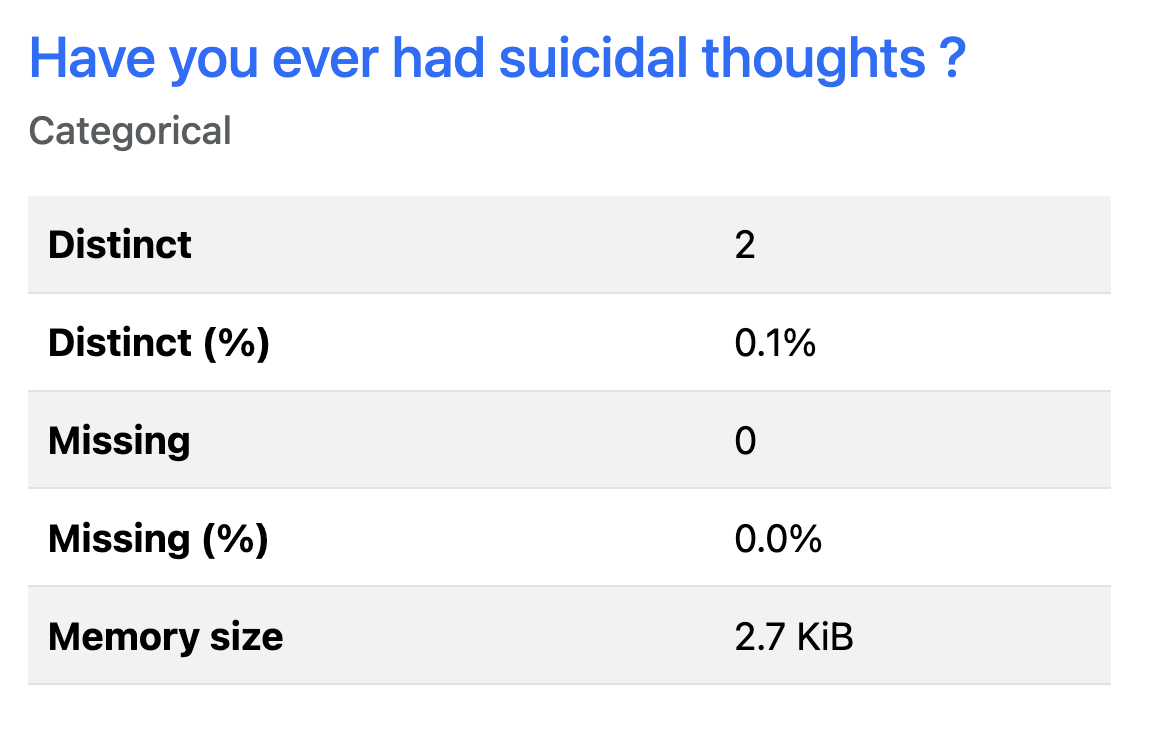 Have you ever had suicidal thoughts ?
Categorical
Distinct 2
Distinct (%) 0.1%
Missing 0
Missing (%) 0.0%
Memory size 2.7 KiB